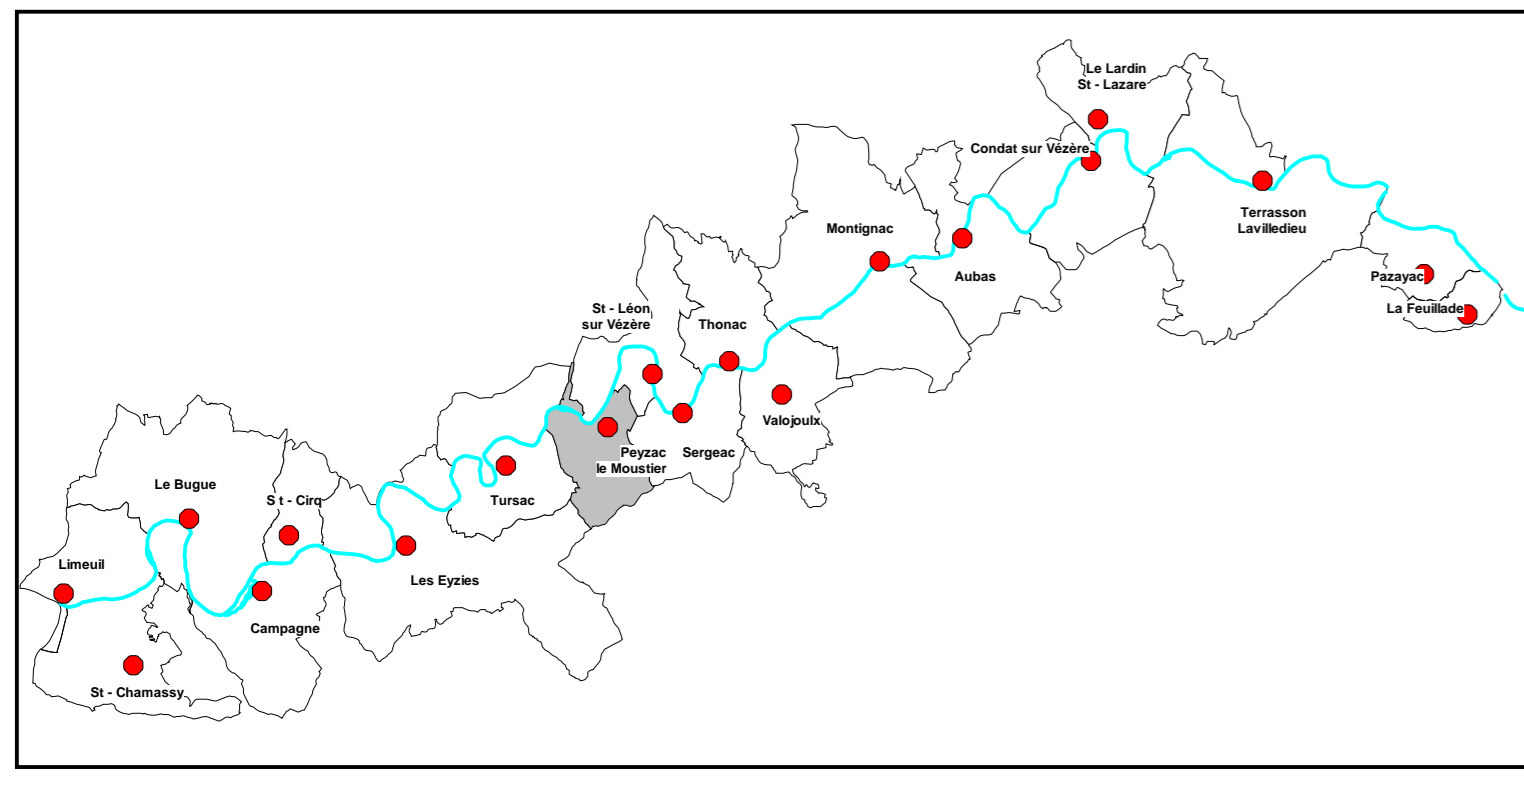 Le Lardin
St - Lazare
Condat sur Vézère
Terrasson
Lavilledieu
Montignac
Aubas
Pazayac
La Feuillade
St - Léon
sur Vézère
Thonac
Valojoulx
Peyzac
le Moustier
Sergeac
Tursac
Le Bugue
S t - Cirq
Limeuil
Les Eyzies
Campagne
St - Chamassy